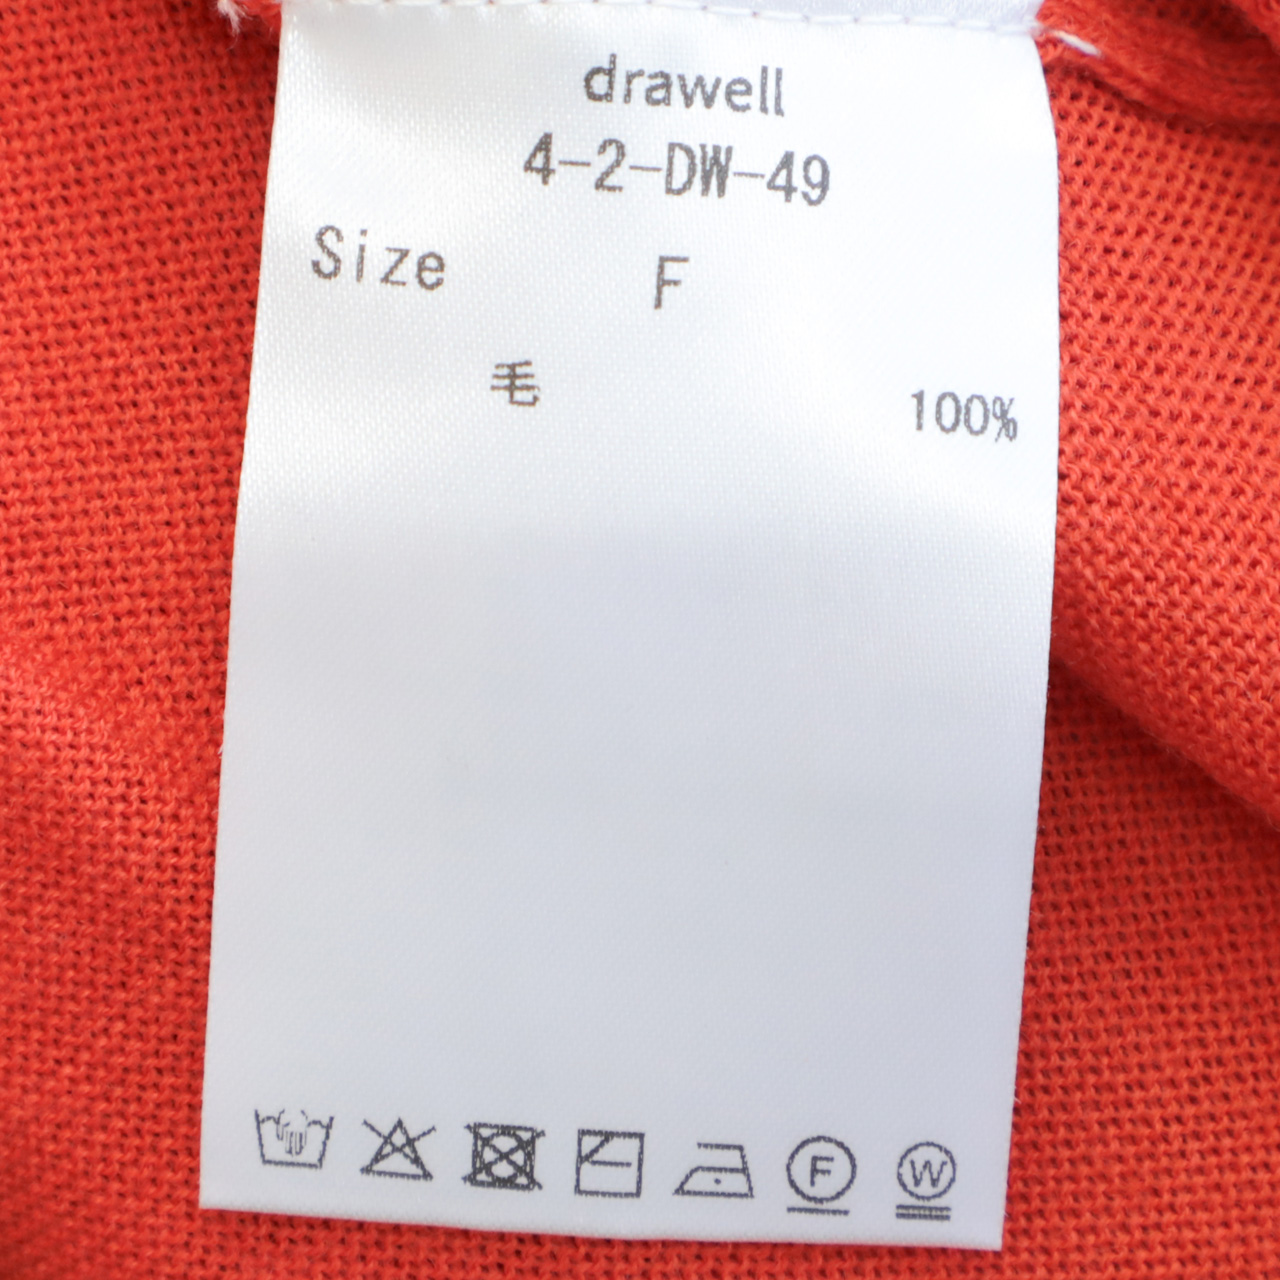 drawell
4-2-DW-49
Size F
毛 100%
F W